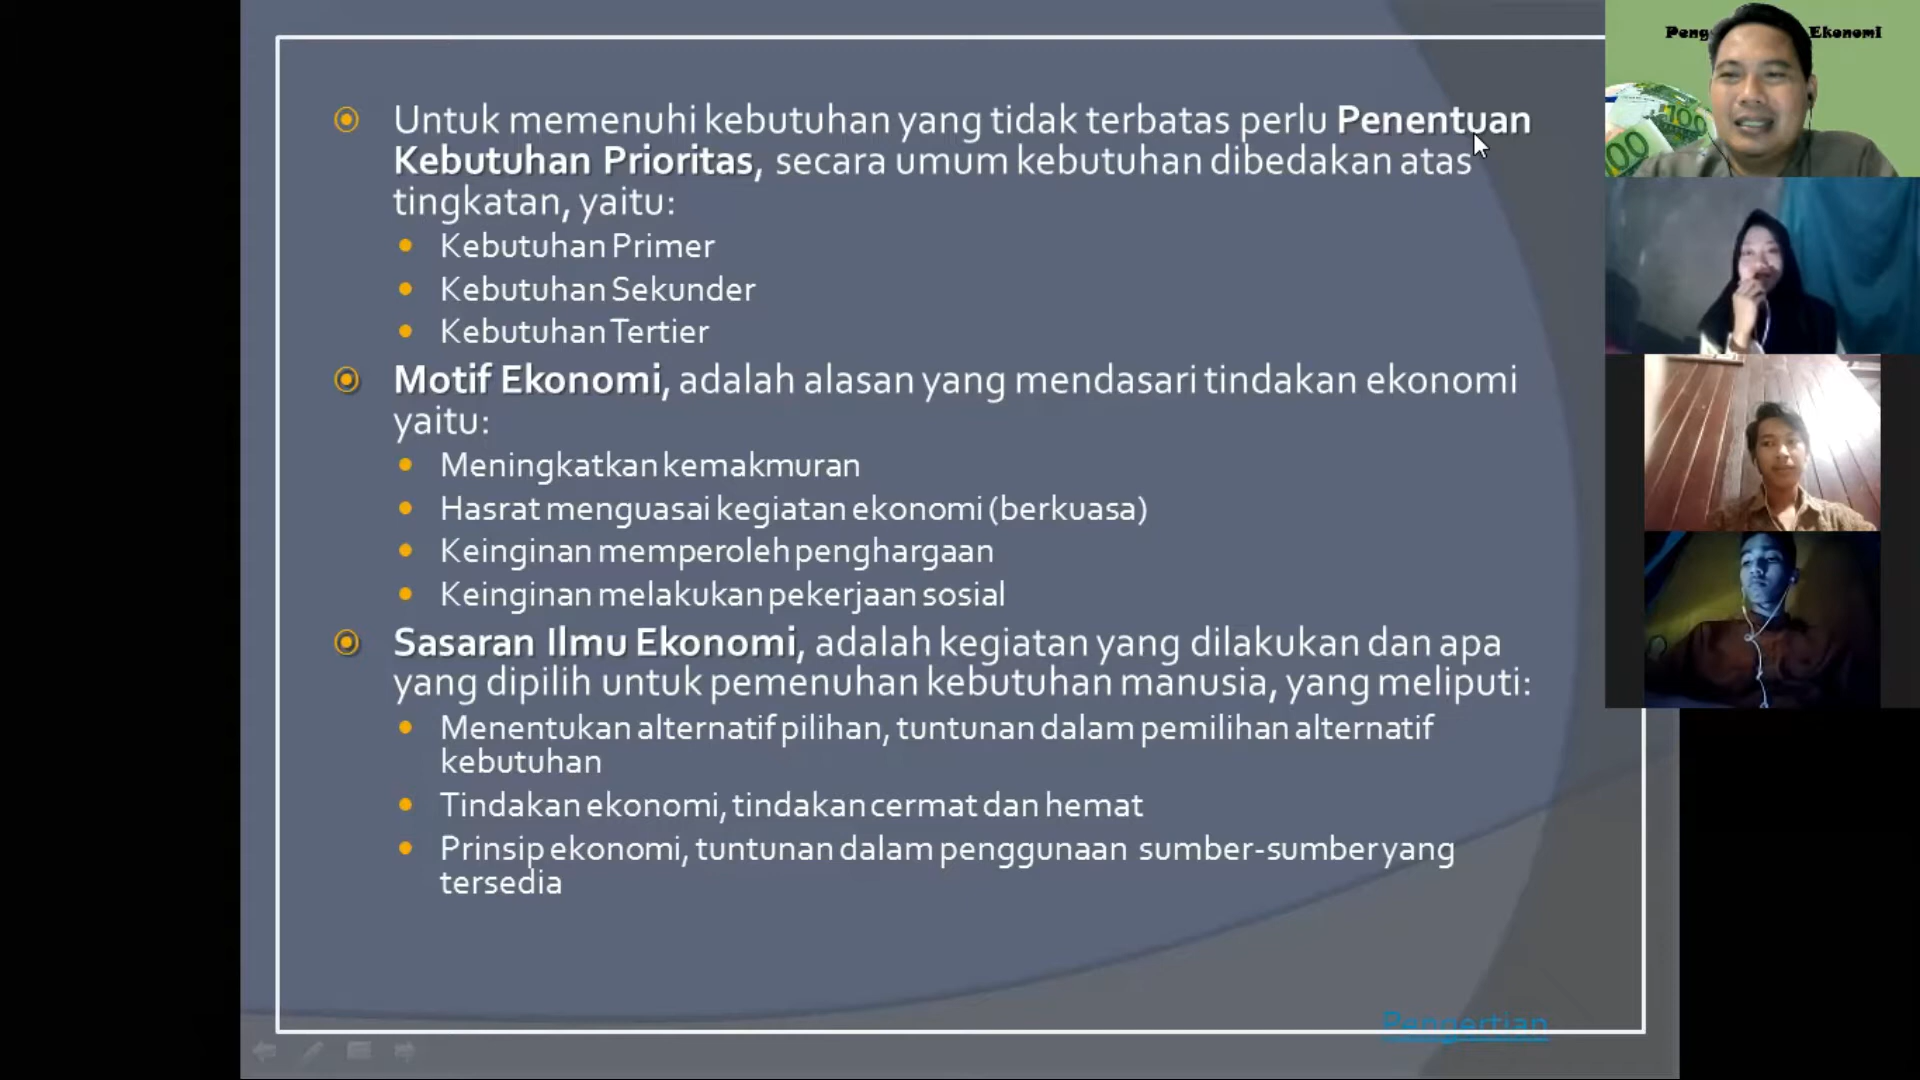 Untuk memenuhi kebutuhan yang tidak terbatas perlu Penentuan
Kebutuhan Prioritas, secara umum kebutuhan dibedakan atas
tingkatan, yaitu:
Kebutuhan Primer
Kebutuhan Sekunder
Kebutuhan Tertier
Motif Ekonomi, adalah alasan yang mendasari tindakan ekonomi
yaitu:
Meningkatkan kemakmuran
Hasrat menguasai kegiatan ekonomi (berkuasa)
Keinginan memperoleh penghargaan
Keinginan melakukan pekerjaan sosial
Sasaran Ilmu Ekonomi, adalah kegiatan yang dilakukan dan apa
yang dipilih untuk pemenuhan kebutuhan manusia, yang meliputi:
Menentukan alternatif pilihan, tuntunan dalam pemilihan alternatif
kebutuhan
Tindakan ekonomi, tindakan cermat dan hemat
Prinsip ekonomi, tuntunan dalam penggunaan sumber-sumber yang
tersedia
Pengertian
Ekonomi
100